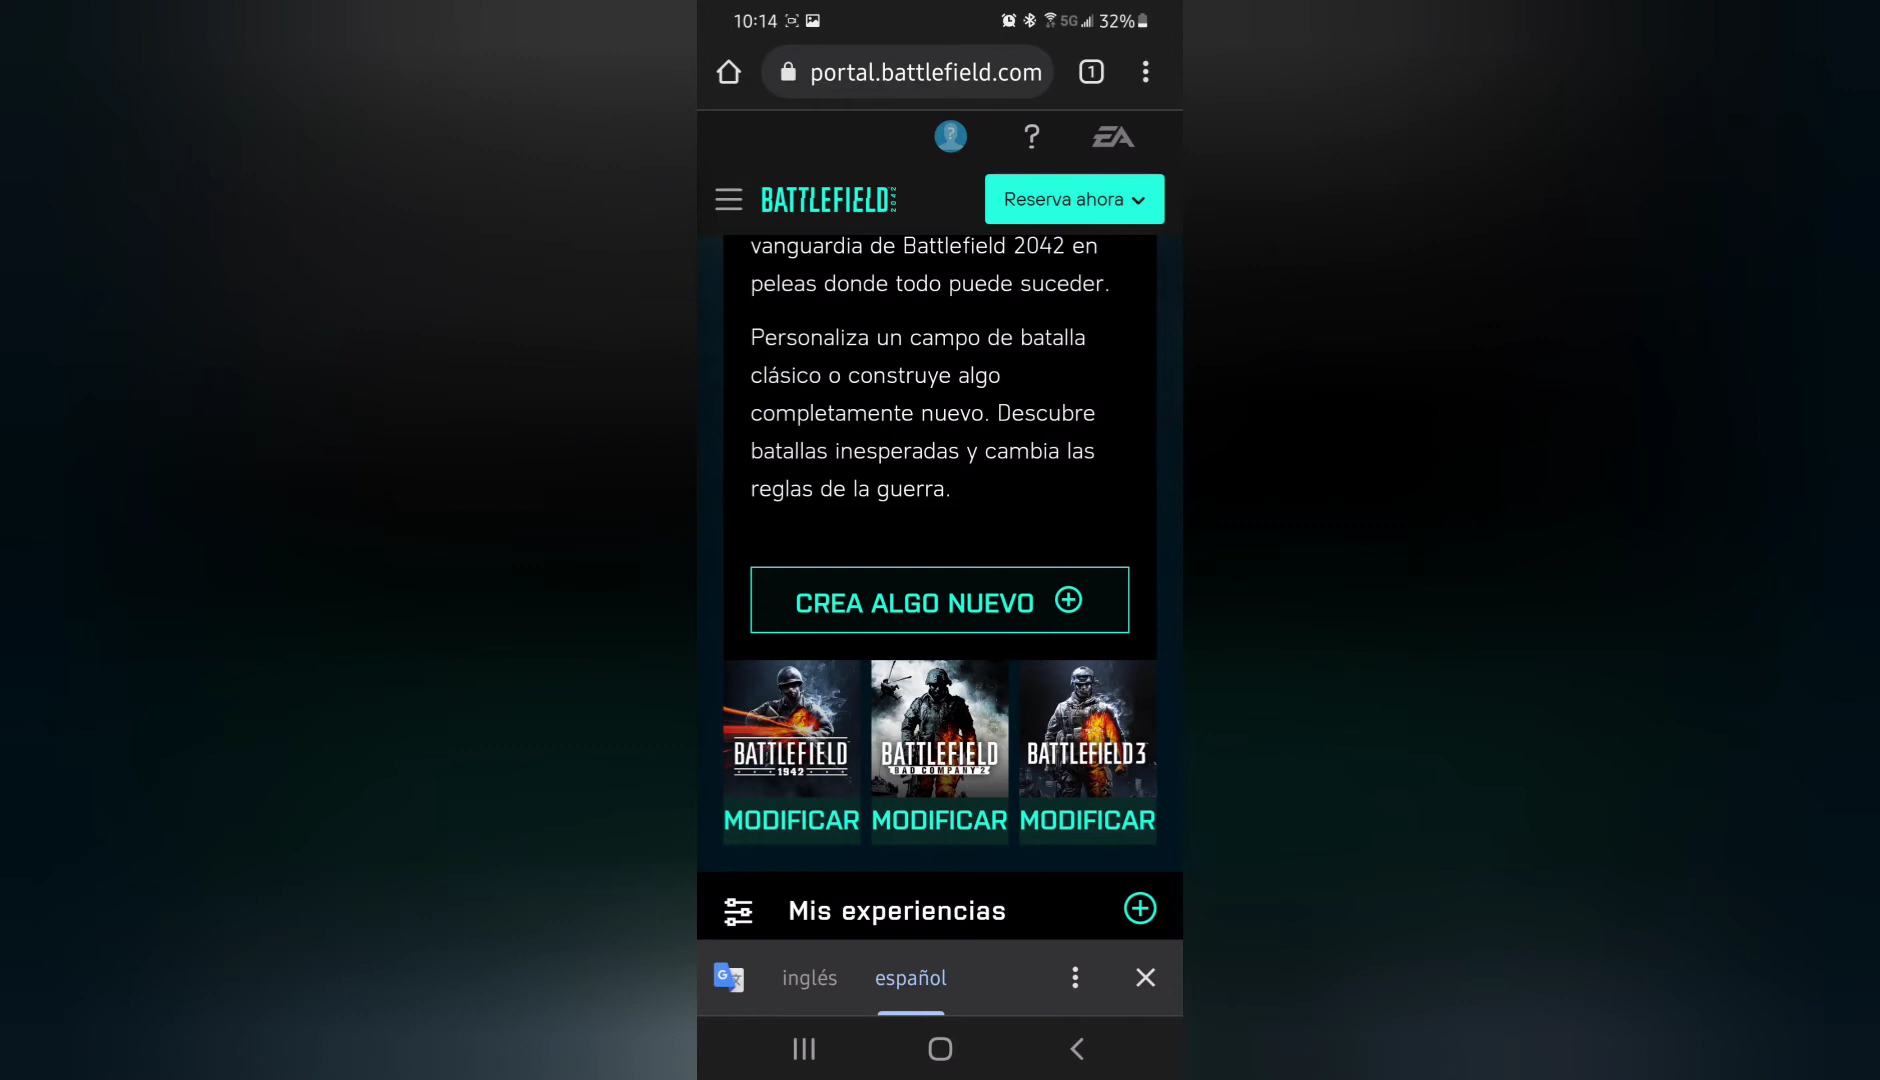 10:14
5G 32%
portal.battlefield.com
1
?
EA
BATTLEFIELD 2042
Reserva ahora
vanguardia de Battlefield 2042 en
peleas donde todo puede suceder.
Personaliza un campo de batalla
clásico o construye algo
completamente nuevo. Descubre
batallas inesperadas y cambia las
reglas de la guerra.
CREA ALGO NUEVO
BATTLEFIELD
1942
BATTLEFIELD
BAD COMPANY 2
BATTLEFIELD 3
MODIFICAR
MODIFICAR
MODIFICAR
Mis experiencias
G
inglés
español